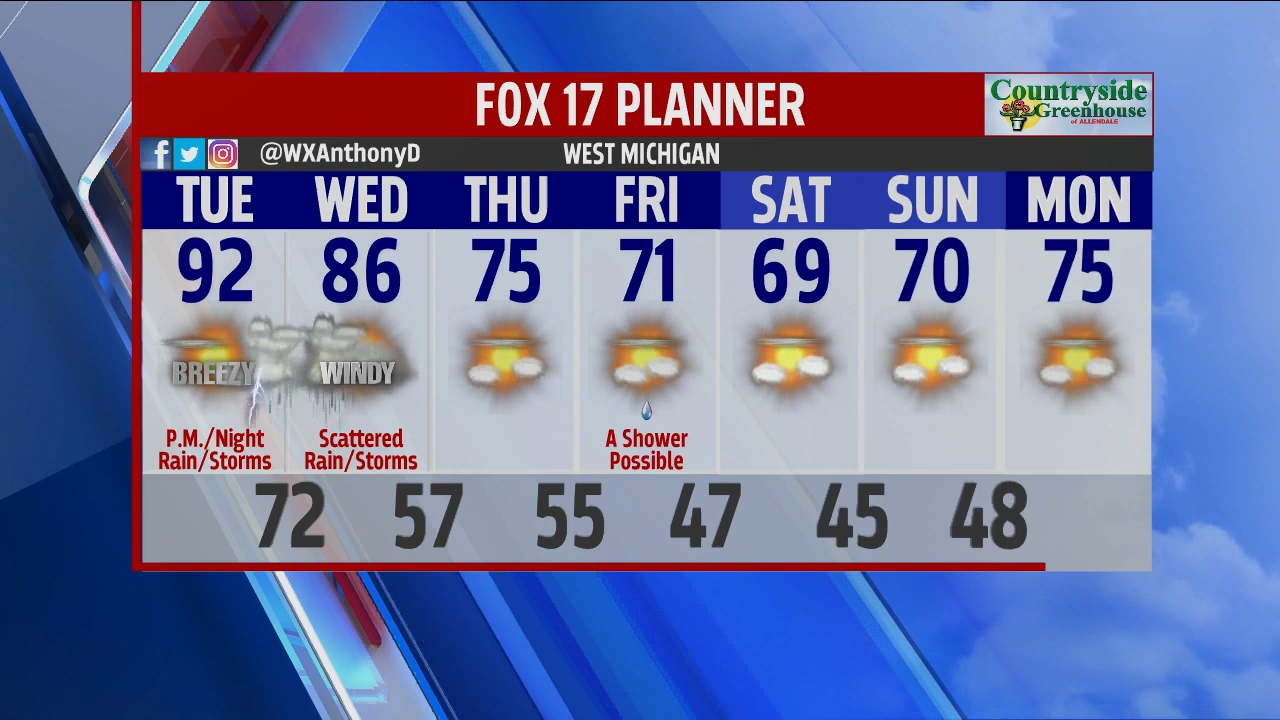 FOX 17 PLANNER
Countryside
Greenhouse
of ALLENDALE
f @WXAnthonyD WEST MICHIGAN
TUE WED THU FRI SAT SUN MON
92 86 75 71 69 70 75
BREEZY WINDY
P.M./Night Scattered A Shower
Rain/Storms Rain/Storms Possible
72 57 55 47 45 48